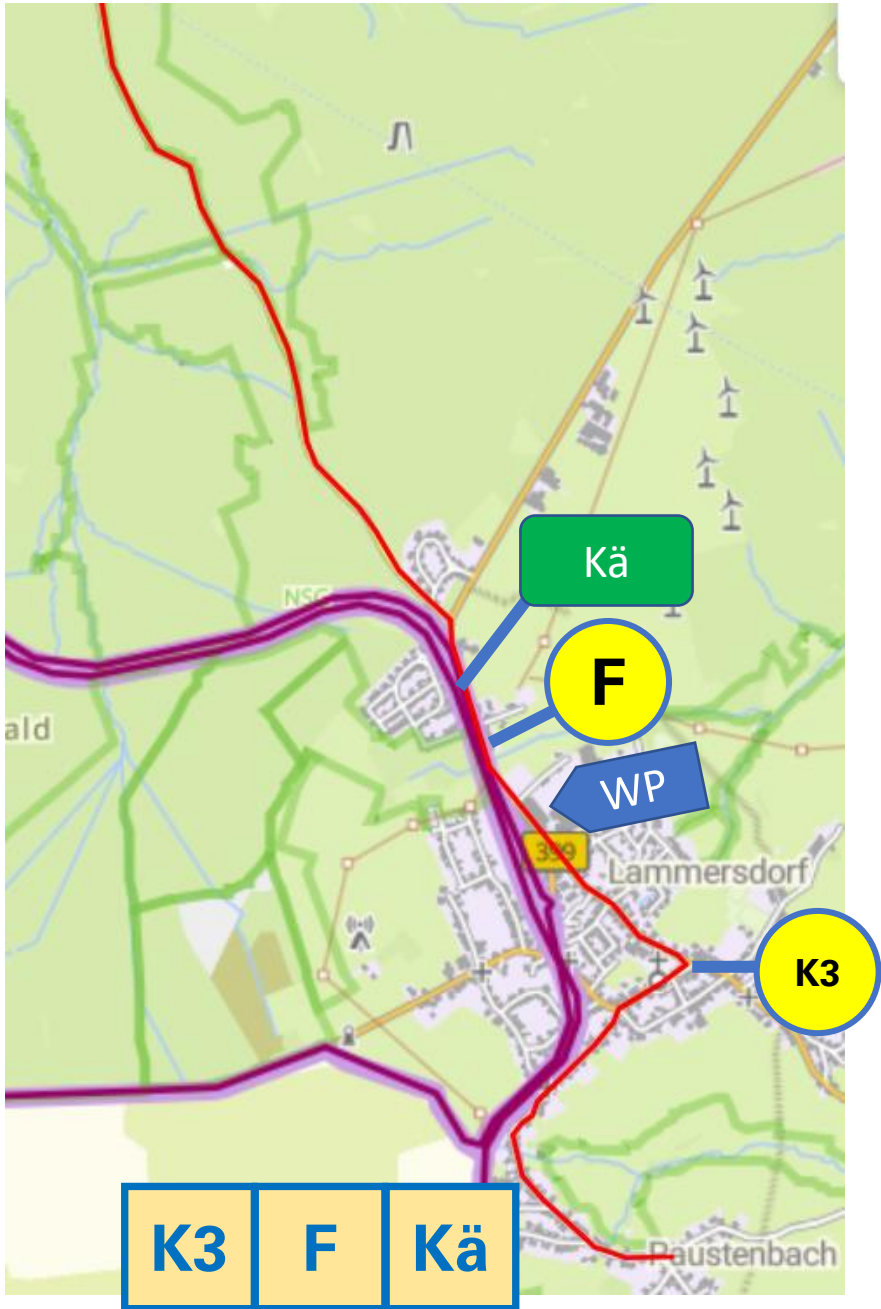 NSG
Kä
F
ald
WP
399
Lammersdorf
K3
K3 F Kä
Paustenbach